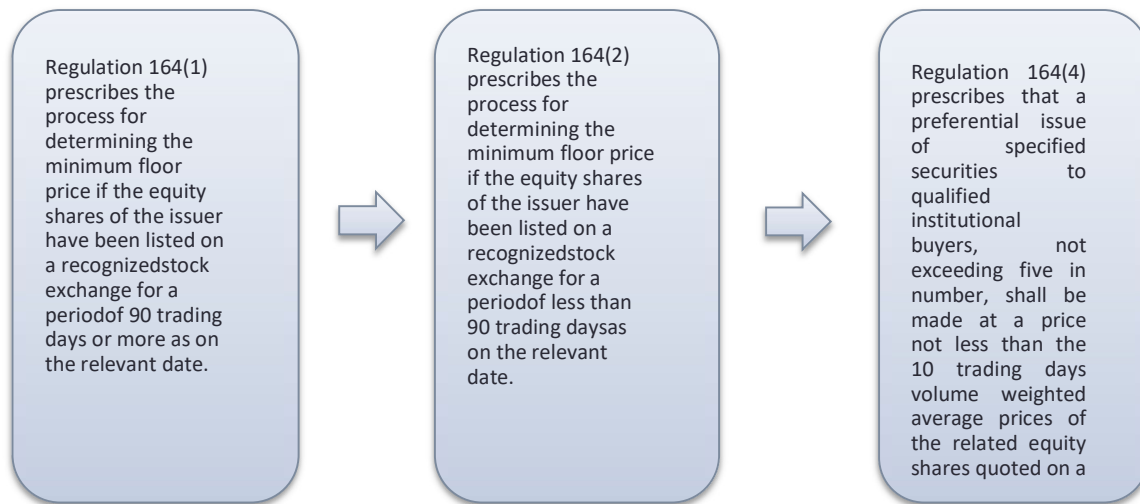 Regulation 164(1)
prescribes the
process for
determining the
minimum floor
price if the equity
shares of the issuer
have been listed on
a recognizedstock
exchange for a
periodof 90 trading
days or more as on
the relevant date.
Regulation 164(2)
prescribes the
process for
determining the
minimum floor price
if the equity shares
of the issuer have
been listed on a
recognizedstock
exchange for a
periodof less than
90 trading daysas
on the relevant
date.
Regulation 164(4)
prescribes that a
preferential issue
of specified
securities to
qualified
institutional
buyers, not
exceeding five in
number, shall be
made at a price
not less than the
10 trading days
volume weighted
average prices of
the related equity
shares quoted on a